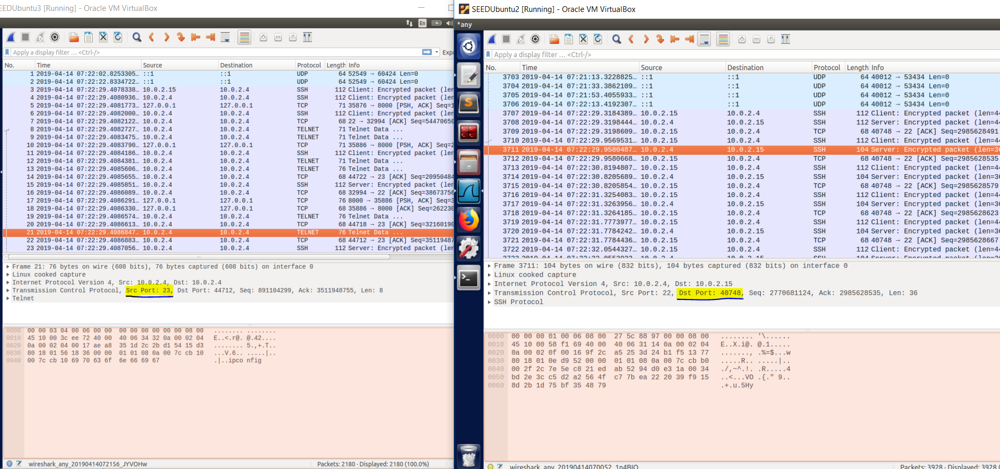 EEDUbuntu3 [Running] - Oracle VM VirtualBox
En
Apply a display filter ... <Ctrl-/>
Expr
No. Time Source Destination Protocol Length Info
1 2019-04-14 07:22:02.8253305… ::1 ::1 UDP 64 52549 → 60424 Len=0
2 2019-04-14 07:22:22.8334722… ::1 ::1 UDP 64 52549 → 60424 Len=0
3 2019-04-14 07:22:29.4078338… 10.0.2.15 10.0.2.4 SSH 112 Client: Encrypted packet (len
4 2019-04-14 07:22:29.4080936… 10.0.2.4 10.0.2.4 SSH 112 Client: Encrypted packet (len
5 2019-04-14 07:22:29.4081773… 127.0.0.1 127.0.0.1 TCP 71 35876 → 8000 [PSH, ACK] Seq=1
6 2019-04-14 07:22:29.4082000… 10.0.2.4 10.0.2.4 SSH 112 Client: Encrypted packet (len
7 2019-04-14 07:22:29.4082122… 10.0.2.4 10.0.2.4 TCP 68 22 → 32994 [ACK] Seq=54470650
8 2019-04-14 07:22:29.4082727… 10.0.2.4 10.0.2.4 TELNET 71 Telnet Data ...
9 2019-04-14 07:22:29.4083475… 10.0.2.4 10.0.2.4 TELNET 71 Telnet Data ...
10 2019-04-14 07:22:29.4083790… 127.0.0.1 127.0.0.1 TCP 71 35886 → 8000 [PSH, ACK] Seq=2
11 2019-04-14 07:22:29.4084186… 10.0.2.4 10.0.2.4 SSH 112 Client: Encrypted packet (len
12 2019-04-14 07:22:29.4084381… 10.0.2.4 10.0.2.4 TELNET 71 Telnet Data ...
13 2019-04-14 07:22:29.4085606… 10.0.2.4 10.0.2.4 TELNET 76 Telnet Data ...
14 2019-04-14 07:22:29.4085655… 10.0.2.4 10.0.2.4 TCP 68 44722 → 23 [ACK] Seq=20950484
15 2019-04-14 07:22:29.4085851… 10.0.2.4 10.0.2.4 SSH 112 Server: Encrypted packet (len
16 2019-04-14 07:22:29.4086089… 10.0.2.4 10.0.2.4 TCP 68 32994 → 22 [ACK] Seq=38673756
17 2019-04-14 07:22:29.4086291… 127.0.0.1 127.0.0.1 TCP 76 8000 → 35886 [PSH, ACK] Seq=3
18 2019-04-14 07:22:29.4086330… 127.0.0.1 127.0.0.1 TCP 68 35886 → 8000 [ACK] Seq=262230
19 2019-04-14 07:22:29.4086574… 10.0.2.4 10.0.2.4 TELNET 76 Telnet Data ...
20 2019-04-14 07:22:29.4086613… 10.0.2.4 10.0.2.4 TCP 68 44718 → 23 [ACK] Seq=32160190
21 2019-04-14 07:22:29.4086847… 10.0.2.4 10.0.2.4 TELNET 76 Telnet Data ...
22 2019-04-14 07:22:29.4086883… 10.0.2.4 10.0.2.4 TCP 68 44712 → 23 [ACK] Seq=35119487
23 2019-04-14 07:22:29.4087056… 10.0.2.4 10.0.2.4 SSH 112 Server: Encrypted packet (len
Frame 21: 76 bytes on wire (608 bits), 76 bytes captured (608 bits) on interface 0
Linux cooked capture
Internet Protocol Version 4, Src: 10.0.2.4, Dst: 10.0.2.4
Transmission Control Protocol, Src Port: 23, Dst Port: 44712, Seq: 891104299, Ack: 3511948755, Len: 8
Telnet
0000 00 00 03 04 00 06 00 00 00 00 00 00 00 00 08 00 ........ ........
0010 45 10 00 3c ee 72 40 00 40 06 34 32 0a 00 02 04 E..<.r@. @.42....
0020 0a 00 02 04 00 17 ae a8 35 1d 2c 2b d1 54 15 d3 ........ 5.,+.T..
0030 80 18 01 56 18 36 00 00 01 01 08 0a 00 7c cb 10 ...V.6.. .....|..
0040 00 7c cb 10 69 70 63 6f 6e 66 69 67 .|..ipco nfig
wireshark_any_20190414072156_JYVOHw Packets: 2180 · Displayed: 2180 (100.0%)
SEEDUbuntu2 [Running] - Oracle VM VirtualBox
*any
Apply a display filter ... <Ctrl-/>
No. Time Source Destination Protocol Length Info
3703 2019-04-14 07:21:13.3228825… ::1 ::1 UDP 64 40012 → 53434 Len=0
3704 2019-04-14 07:21:33.3862109… ::1 ::1 UDP 64 40012 → 53434 Len=0
3705 2019-04-14 07:21:53.4055933… ::1 ::1 UDP 64 40012 → 53434 Len=0
3706 2019-04-14 07:22:13.4192307… ::1 ::1 UDP 64 40012 → 53434 Len=0
3707 2019-04-14 07:22:29.3184389… 10.0.2.15 10.0.2.4 SSH 112 Client: Encrypted packet (len=44
3708 2019-04-14 07:22:29.3198444… 10.0.2.4 10.0.2.15 SSH 112 Server: Encrypted packet (len=44
3709 2019-04-14 07:22:29.3198609… 10.0.2.15 10.0.2.4 TCP 68 40748 → 22 [ACK] Seq=2985628491
3710 2019-04-14 07:22:29.9569531… 10.0.2.15 10.0.2.4 SSH 112 Client: Encrypted packet (len=44
3711 2019-04-14 07:22:29.9580487… 10.0.2.4 10.0.2.15 SSH 104 Server: Encrypted packet (len=36
3712 2019-04-14 07:22:29.9580668… 10.0.2.15 10.0.2.4 TCP 68 40748 → 22 [ACK] Seq=2985628535
3713 2019-04-14 07:22:30.8194807… 10.0.2.15 10.0.2.4 SSH 112 Client: Encrypted packet (len=44
3714 2019-04-14 07:22:30.8205689… 10.0.2.4 10.0.2.15 SSH 104 Server: Encrypted packet (len=36
3715 2019-04-14 07:22:30.8205854… 10.0.2.15 10.0.2.4 TCP 68 40748 → 22 [ACK] Seq=2985628579
3716 2019-04-14 07:22:31.3254083… 10.0.2.15 10.0.2.4 SSH 112 Client: Encrypted packet (len=44
3717 2019-04-14 07:22:31.3263956… 10.0.2.4 10.0.2.15 SSH 104 Server: Encrypted packet (len=36
3718 2019-04-14 07:22:31.3264185… 10.0.2.15 10.0.2.4 TCP 68 40748 → 22 [ACK] Seq=2985628623
3719 2019-04-14 07:22:31.7773977… 10.0.2.15 10.0.2.4 SSH 112 Client: Encrypted packet (len=44
3720 2019-04-14 07:22:31.7784242… 10.0.2.4 10.0.2.15 SSH 104 Server: Encrypted packet (len=36
3721 2019-04-14 07:22:31.7784436… 10.0.2.15 10.0.2.4 TCP 68 40748 → 22 [ACK] Seq=2985628667
3722 2019-04-14 07:22:32.0544327… 10.0.2.15 10.0.2.4 SSH 112 Client: Encrypted packet (len=44
Frame 3711: 104 bytes on wire (832 bits), 104 bytes captured (832 bits) on interface 0
Linux cooked capture
Internet Protocol Version 4, Src: 10.0.2.4, Dst: 10.0.2.15
Transmission Control Protocol, Src Port: 22, Dst Port: 40748, Seq: 2770681124, Ack: 2985628535, Len: 36
SSH Protocol
0000 00 00 00 01 00 06 08 00 27 5c 88 97 00 00 08 00 ........ '\......
0010 45 10 00 58 f1 69 40 00 40 06 31 14 0a 00 02 04 E..X.i@. @.1.....
0020 0a 00 02 0f 00 16 9f 2c a5 25 3d 24 b1 f5 13 77 ......., .%=$...w
0030 80 18 01 0e d9 52 00 00 01 01 08 0a 00 7c cb b0 .....R.. .....|..
0040 00 2f 2c 7e 5e c8 21 ed ab 52 94 d0 e3 1a 00 34 ./,~^.!. .R.....4
0050 bd 2e 3c c5 d2 a2 56 4f c7 7b ea 22 20 39 f9 15 ..<...VO .{." 9..
0060 8d 2b 1d 75 bf 35 48 79 .+.u.5Hy
wireshark_any_20190414070052_1n4BIO Packets: 3928 · Displayed: 3928 (